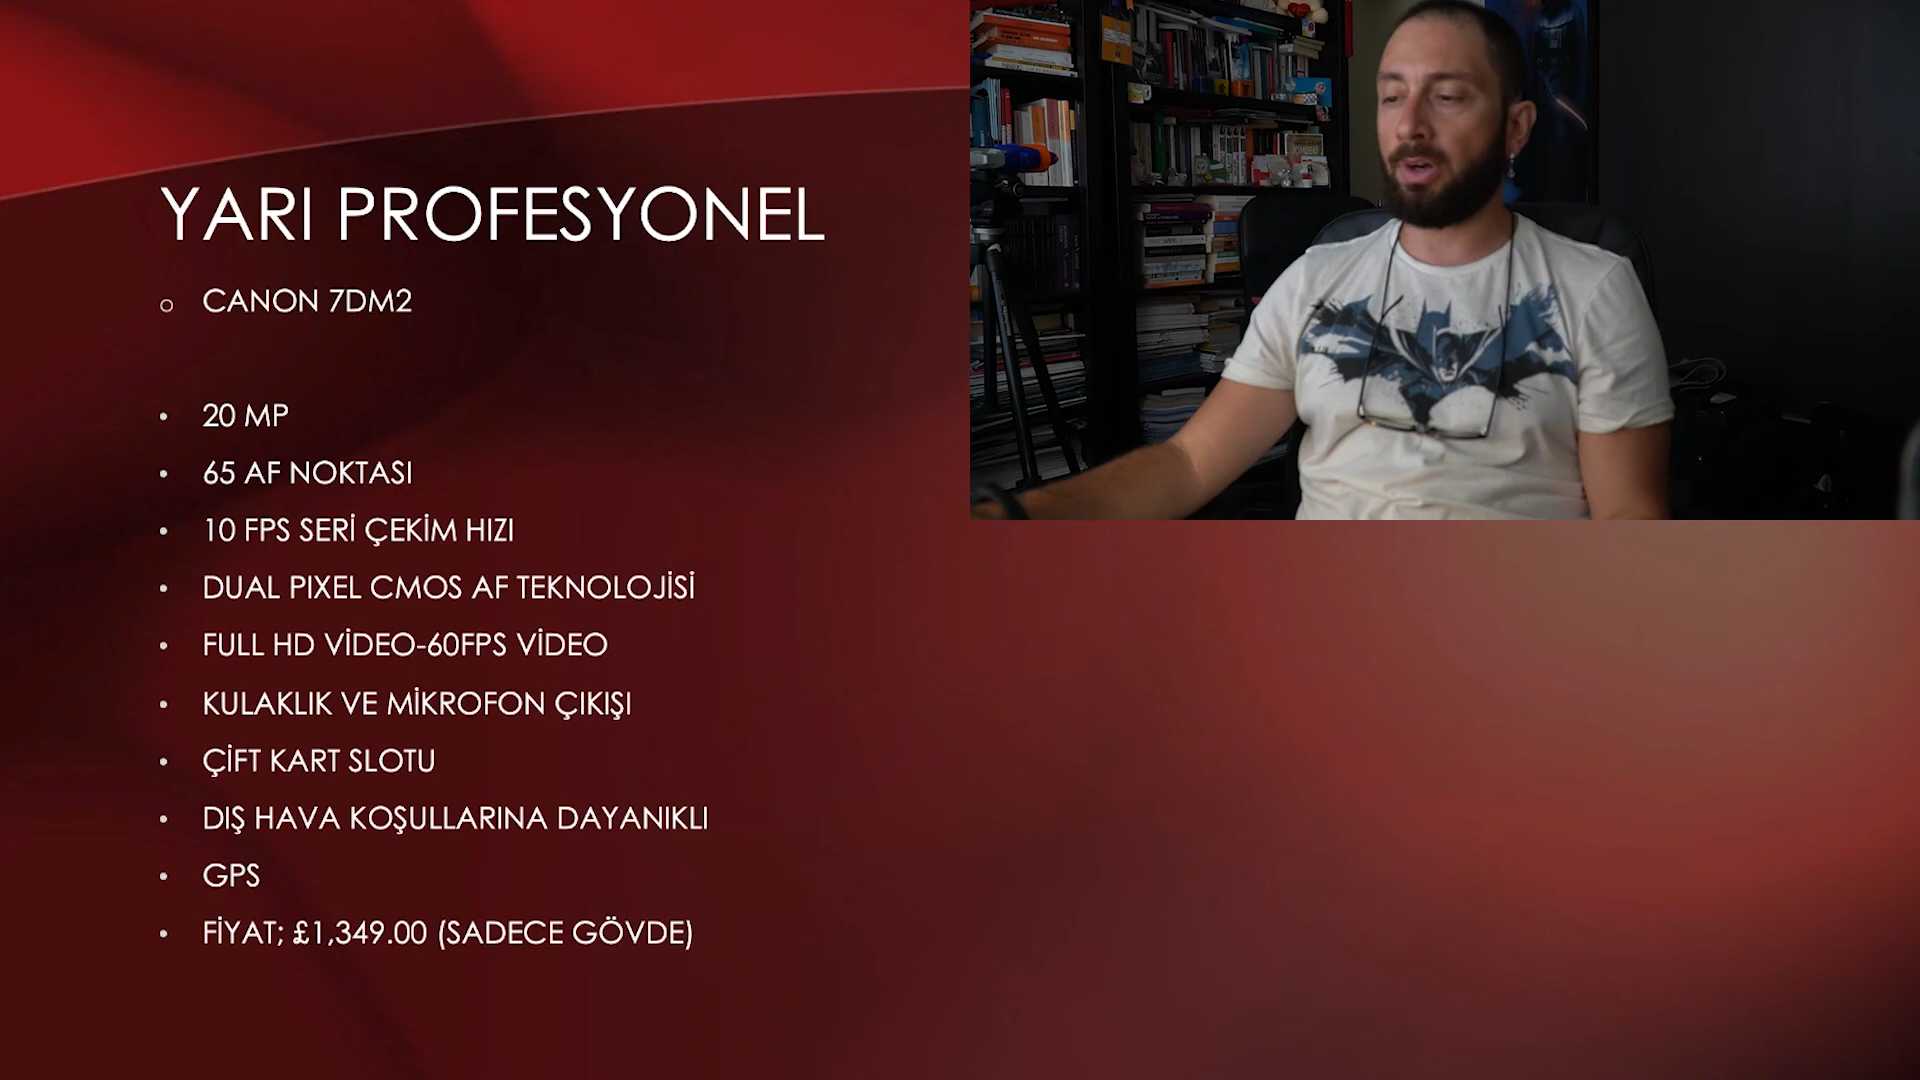 YARI PROFESYONEL
CANON 7DM2
20 MP
65 AF NOKTASI
10 FPS SERİ ÇEKİM HIZI
DUAL PIXEL CMOS AF TEKNOLOJİSİ
FULL HD VİDEO-60FPS VİDEO
KULAKLIK VE MİKROFON ÇIKIŞI
ÇİFT KART SLOTU
DIŞ HAVA KOŞULLARINA DAYANIKLI
GPS
FİYAT; £1,349.00 (SADECE GÖVDE)